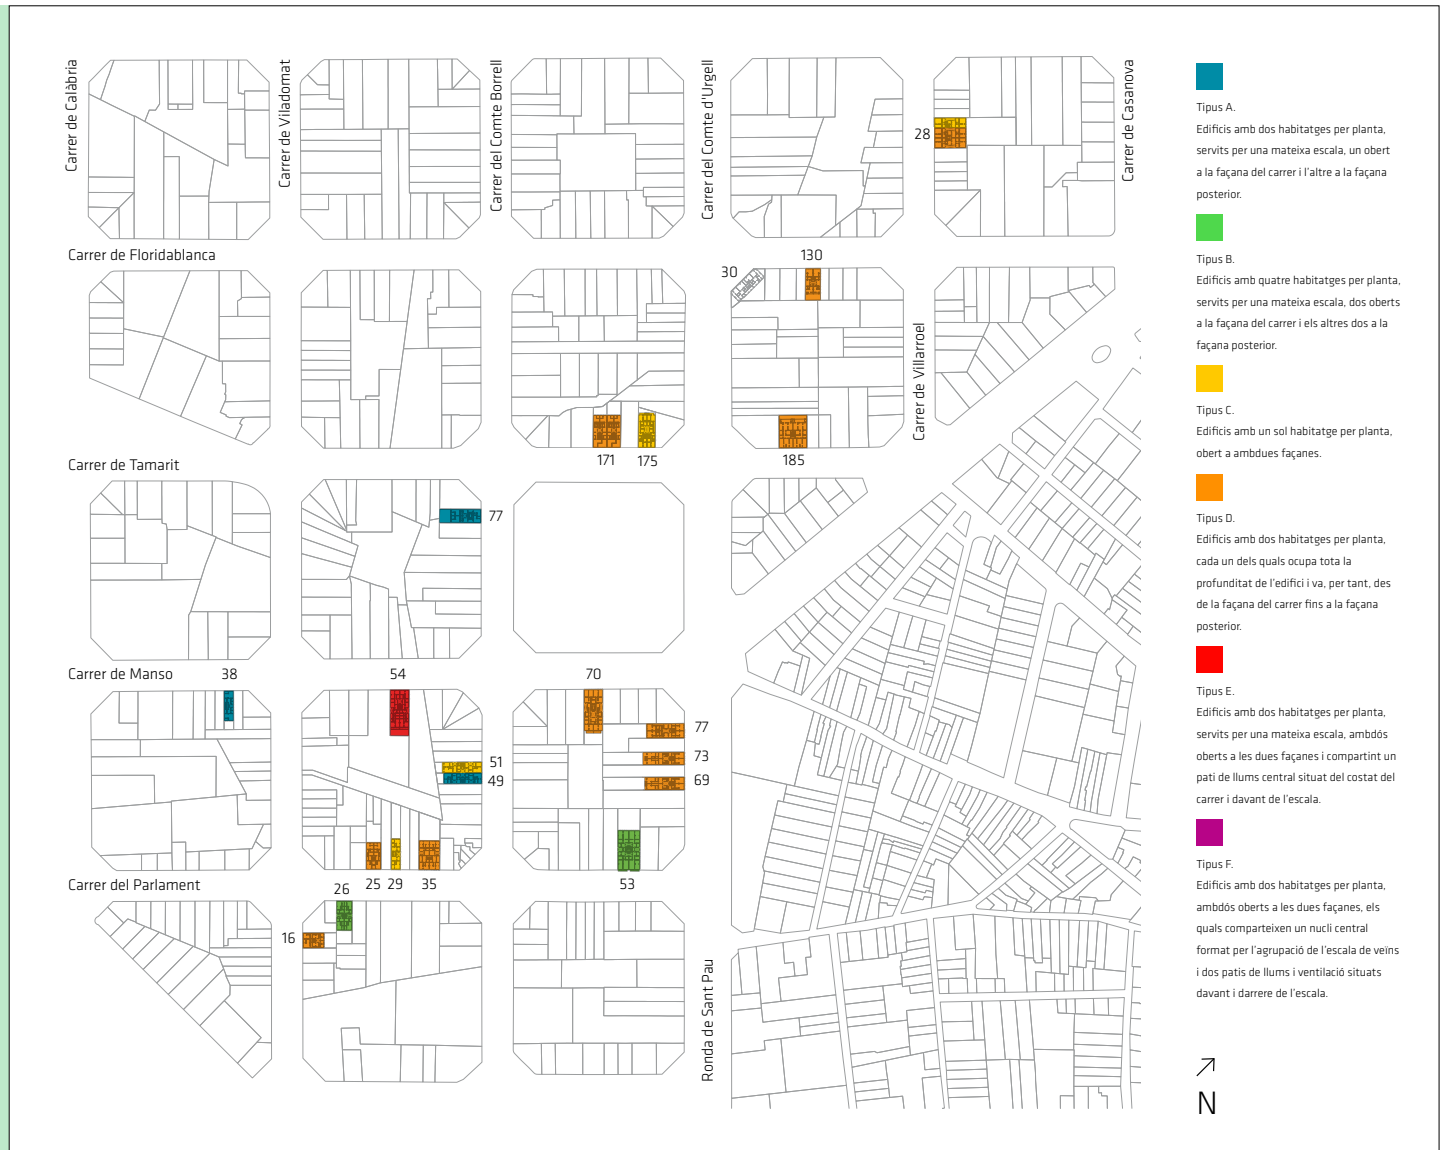 Carrer de Calàbria
Carrer de Viladomat
Carrer del Comte Borrell
Carrer del Comte d'Urgell
Carrer de Casanova
28
Carrer de Floridablanca
30
130
Carrer de Villarroel
171
175
185
Carrer de Tamarit
77
Carrer de Manso
38
54
70
51
49
77
73
69
25
29
35
53
Carrer del Parlament
26
16
Ronda de Sant Pau
Tipus A.
Edificis amb dos habitatges per planta,
servits per una mateixa escala, un obert
a la façana del carrer i l'altre a la façana
posterior.
Tipus B.
Edificis amb quatre habitatges per planta,
servits per una mateixa escala, dos oberts
a la façana del carrer i els altres dos a la
façana posterior.
Tipus C.
Edificis amb un sol habitatge per planta,
obert a ambdues façanes.
Tipus D.
Edificis amb dos habitatges per planta,
cada un dels quals ocupa tota la
profunditat de l'edifici i va, per tant, des
de la façana del carrer fins a la façana
posterior.
Tipus E.
Edificis amb dos habitatges per planta,
servits per una mateixa escala, ambdós
oberts a les dues façanes i compartint un
pati de llums central situat del costat del
carrer i davant de l'escala.
Tipus F.
Edificis amb dos habitatges per planta,
ambdós oberts a les dues façanes, els
quals comparteixen un nucli central
format per l'agrupació de l'escala de veïns
i dos patis de llums i ventilació situats
davant i darrere de l'escala.
N